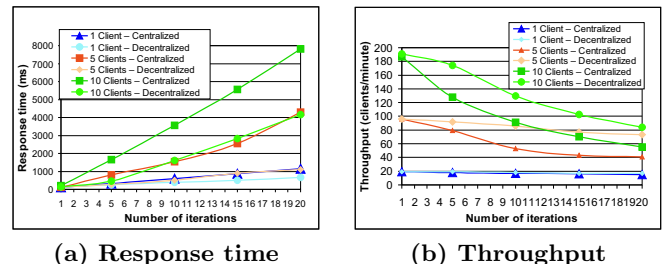 Response time (ms)
8000
7000
6000
5000
4000
3000
2000
1000
0
1 Client – Centralized
1 Client – Decentralized
5 Clients – Centralized
5 Clients – Decentralized
10 Clients – Centralized
10 Clients – Decentralized
1 2 3 4 5 6 7 8 9 10 11 12 13 14 15 16 17 18 19 20
Number of iterations
(a) Response time
Throughput (clients/minute)
200
180
160
140
120
100
80
60
40
20
0
1 Client – Centralized
1 Client – Decentralized
5 Clients – Centralized
5 Clients – Decentralized
10 Clients – Centralized
10 Clients – Decentralized
1 2 3 4 5 6 7 8 9 10 11 12 13 14 15 16 17 18 19 20
Number of iterations
(b) Throughput